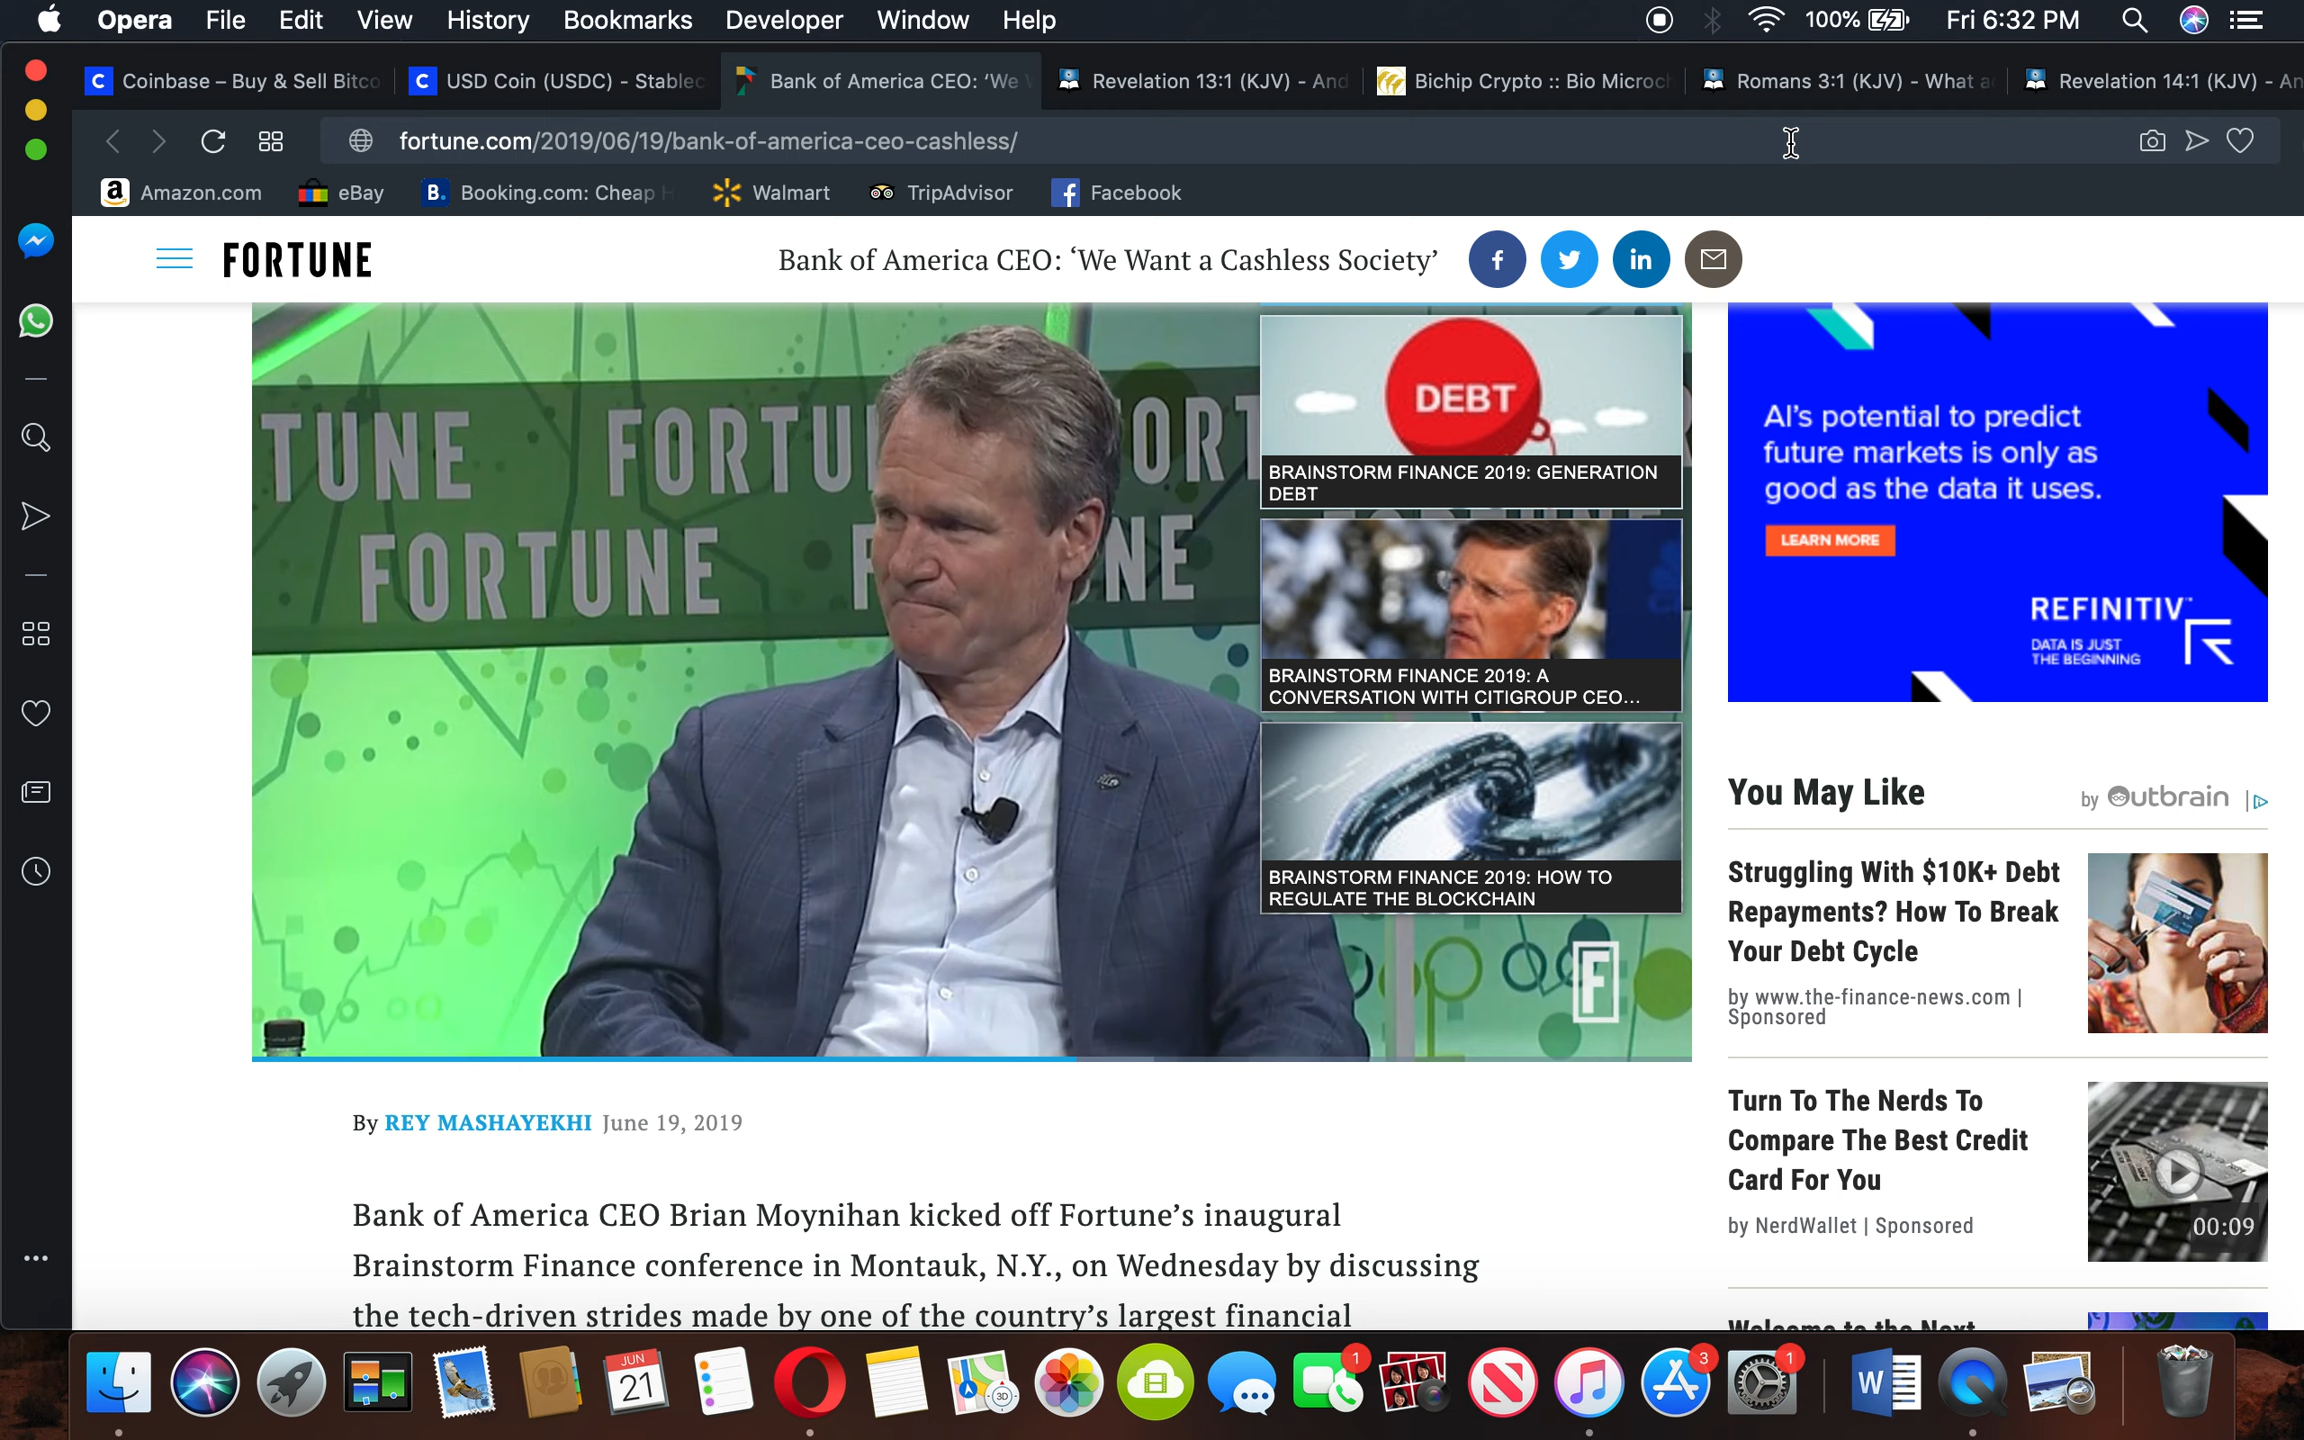 Opera File Edit View History Bookmarks Developer Window Help 100% Fri 6:32 PM
Coinbase – Buy & Sell Bitco
USD Coin (USDC) - Stablec
Bank of America CEO: ‘We
Revelation 13:1 (KJV) - And
Bichip Crypto :: Bio Microch
Romans 3:1 (KJV) - What a
Revelation 14:1 (KJV) - An
fortune.com/2019/06/19/bank-of-america-ceo-cashless/
Amazon.com eBay Booking.com: Cheap H Walmart TripAdvisor Facebook
FORTUNE
Bank of America CEO: ‘We Want a Cashless Society’
TUNE FORTU ORT
FORTUNE F NE
DEBT
BRAINSTORM FINANCE 2019: GENERATION
DEBT
BRAINSTORM FINANCE 2019: A
CONVERSATION WITH CITIGROUP CEO...
BRAINSTORM FINANCE 2019: HOW TO
REGULATE THE BLOCKCHAIN
F
AI’s potential to predict
future markets is only as
good as the data it uses.
LEARN MORE
REFINITIV™
DATA IS JUST
THE BEGINNING
You May Like
by Outbrain
Struggling With $10K+ Debt
Repayments? How To Break
Your Debt Cycle
by www.the-finance-news.com |
Sponsored
Turn To The Nerds To
Compare The Best Credit
Card For You
by NerdWallet | Sponsored
00:09
Welcome to the Next
By REY MASHAYEKHI June 19, 2019
Bank of America CEO Brian Moynihan kicked off Fortune’s inaugural
Brainstorm Finance conference in Montauk, N.Y., on Wednesday by discussing
the tech-driven strides made by one of the country’s largest financial
JUN
21
3D
1
3
1
W